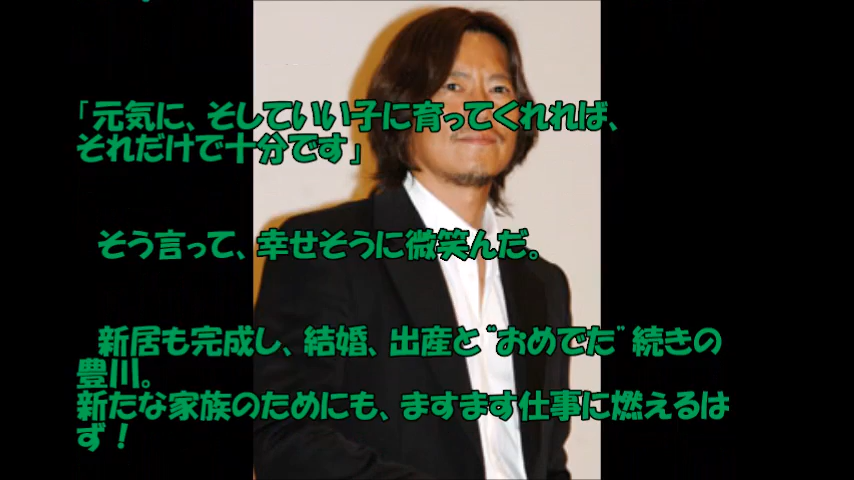 「元気に、そしていい子に育ってくれれば、
それだけで十分です」
そう言って、幸せそうに微笑んだ。
新居も完成し、結婚、出産と“おめでた”続きの
豊川。
新たな家族のためにも、ますます仕事に燃えるは
ず！